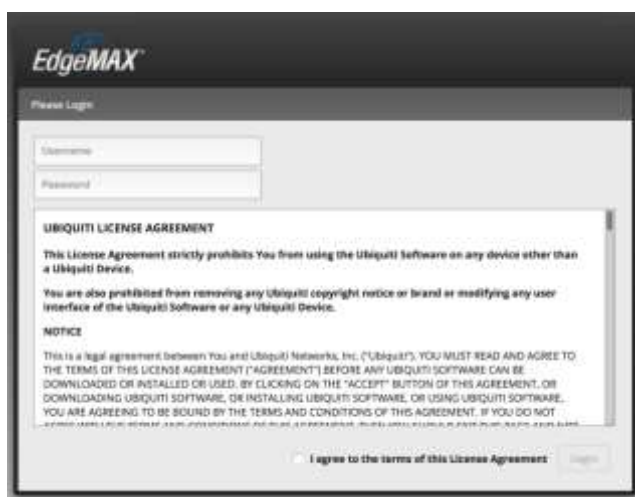 EdgeMAX
Please Login
Username
Password
UBIQUITI LICENSE AGREEMENT
This License Agreement strictly prohibits You from using the Ubiquiti Software on any device other than
a Ubiquiti Device.
You are also prohibited from removing any Ubiquiti copyright notice or brand or modifying any user
interface of the Ubiquiti Software or any Ubiquiti Device.
NOTICE
This is a legal agreement between You and Ubiquiti Networks, Inc. ("Ubiquiti"). YOU MUST READ AND AGREE TO
THE TERMS OF THIS LICENSE AGREEMENT ("AGREEMENT") BEFORE ANY UBIQUITI SOFTWARE CAN BE
DOWNLOADED OR INSTALLED OR USED. BY CLICKING ON THE "ACCEPT" BUTTON OF THIS AGREEMENT, OR
DOWNLOADING UBIQUITI SOFTWARE, OR INSTALLING UBIQUITI SOFTWARE, OR USING UBIQUITI SOFTWARE,
YOU ARE AGREEING TO BE BOUND BY THE TERMS AND CONDITIONS OF THIS AGREEMENT. IF YOU DO NOT
I agree to the terms of this License Agreement
Login